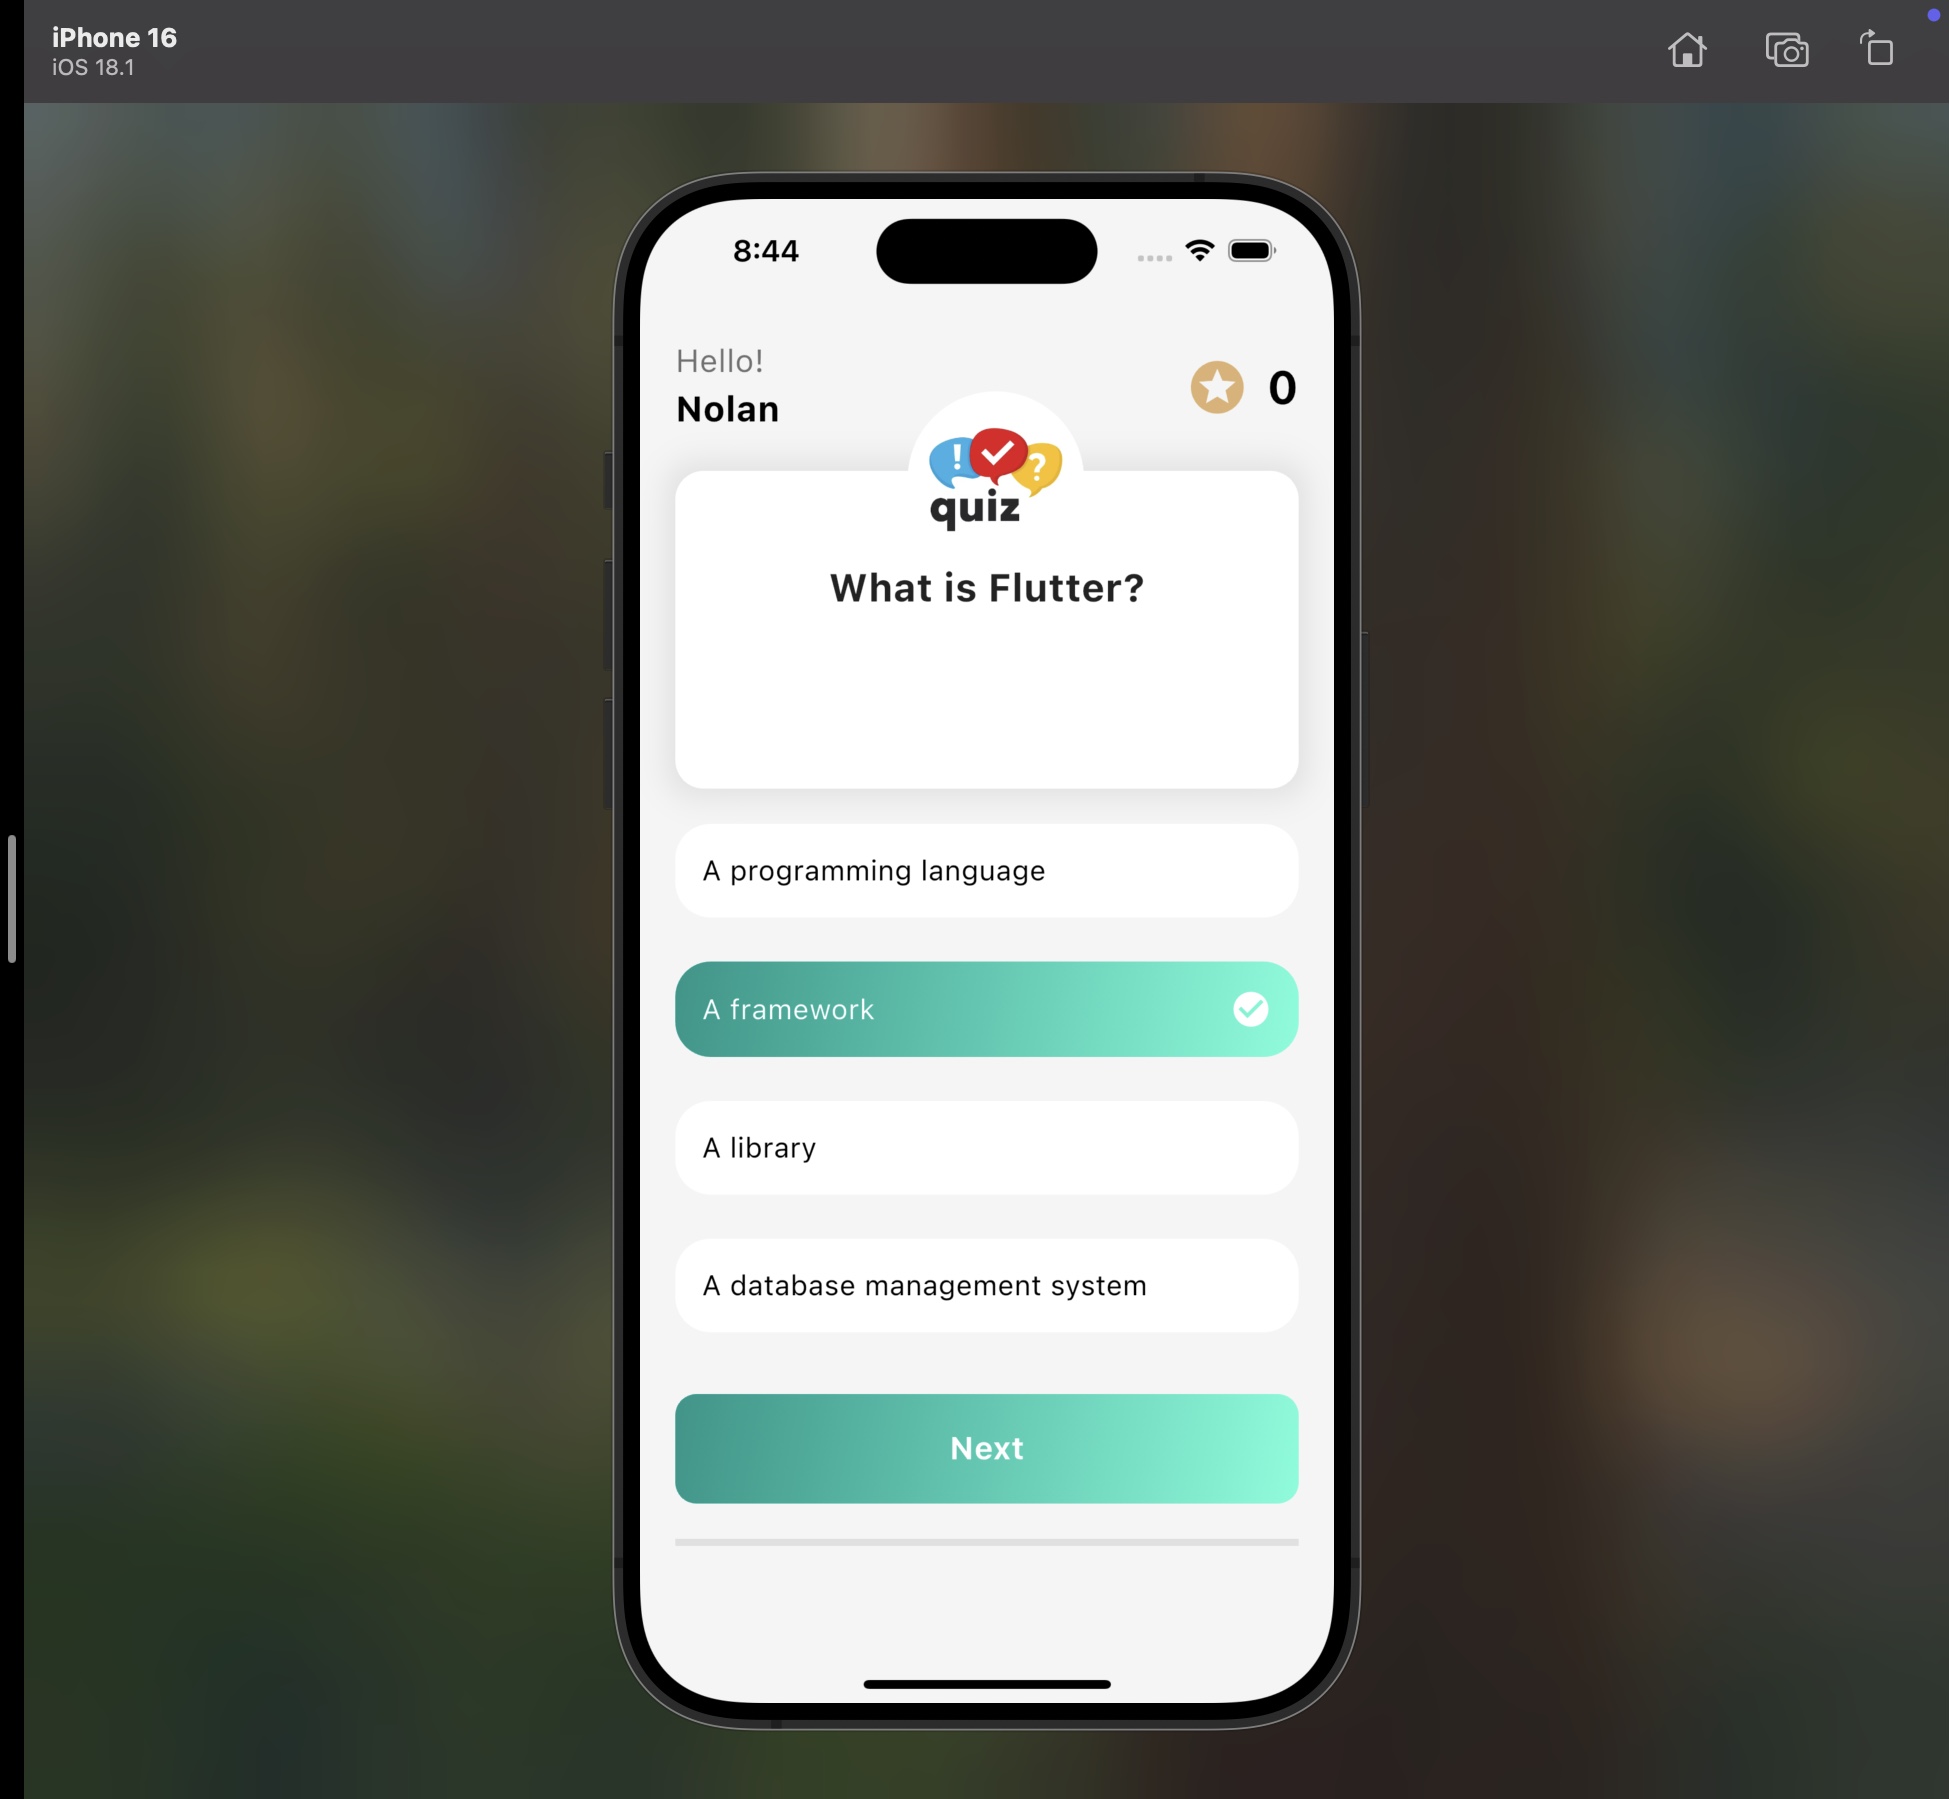 iPhone 16
iOS 18.1
8:44
Hello!
Nolan
0
! ?
quiz
What is Flutter?
A programming language
A framework
A library
A database management system
Next